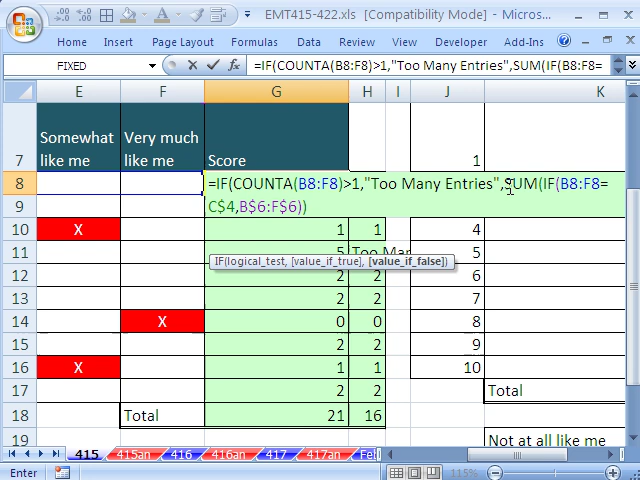 EMT415-422.xls [Compatibility Mode] - Micros...
Home Insert Page Layout Formulas Data Review View Developer Add-Ins
FIXED =IF(COUNTA(B8:F8)>1,"Too Many Entries",SUM(IF(B8:F8=
E F G H I J K
7 Somewhat like me Very much like me Score 1
8 =IF(COUNTA(B8:F8)>1,"Too Many Entries",SUM(IF(B8:F8=
9 C$4,B$6:F$6))
10 X 1 1 4
11 5 Too Man 5
IF(logical_test, [value_if_true], [value_if_false])
12 2 2 6
13 2 2 7
14 X 0 0 8
15 2 2 9
16 X 1 1 10
17 2 2 Total
18 Total 21 16
19 Not at all like me
415 415an 416 416an 417 417an Fe
Enter 115%